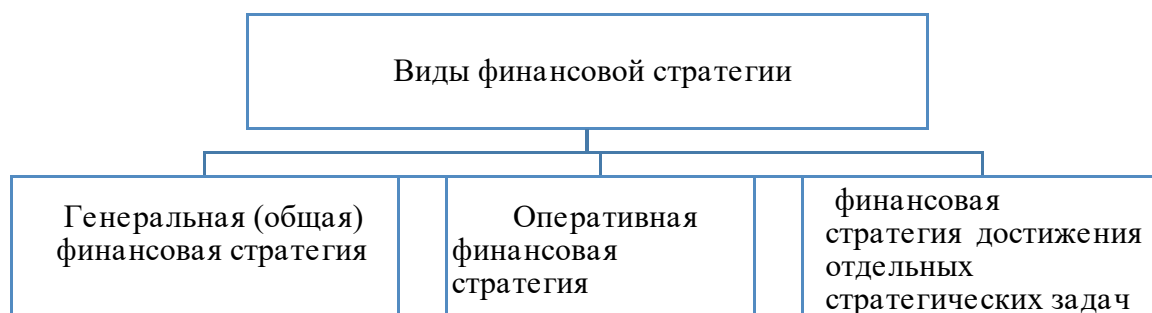 Виды финансовой стратегии
Генеральная (общая)
финансовая стратегия
Оперативная
финансовая
стратегия
финансовая
стратегия достижения
отдельных
стратегических задач